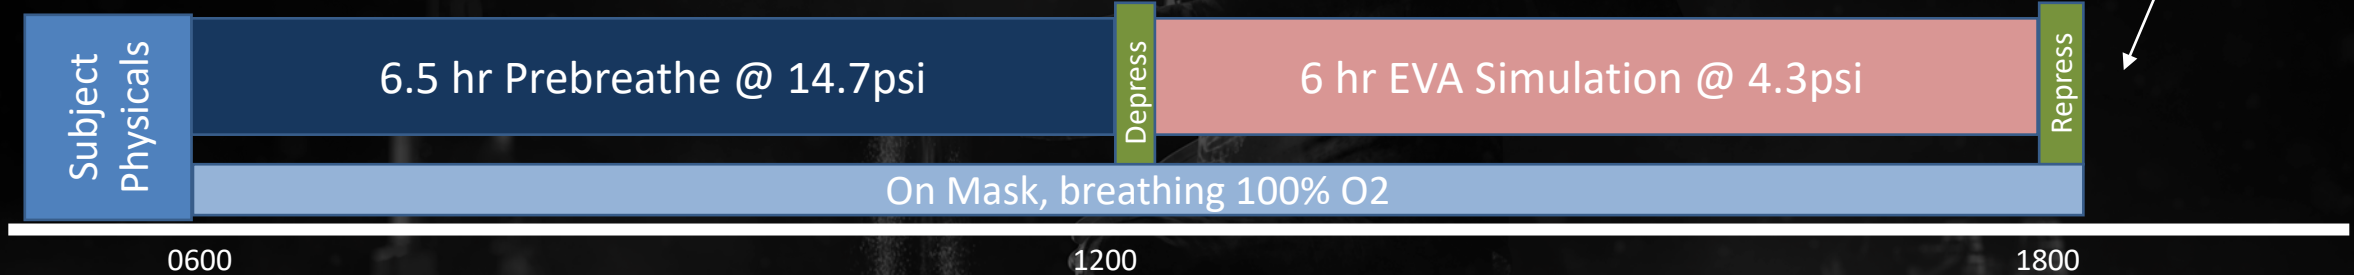 Subject
Physicals
6.5 hr Prebreathe @ 14.7psi
Depress
6 hr EVA Simulation @ 4.3psi
Repress
On Mask, breathing 100% O2
0600
1200
1800